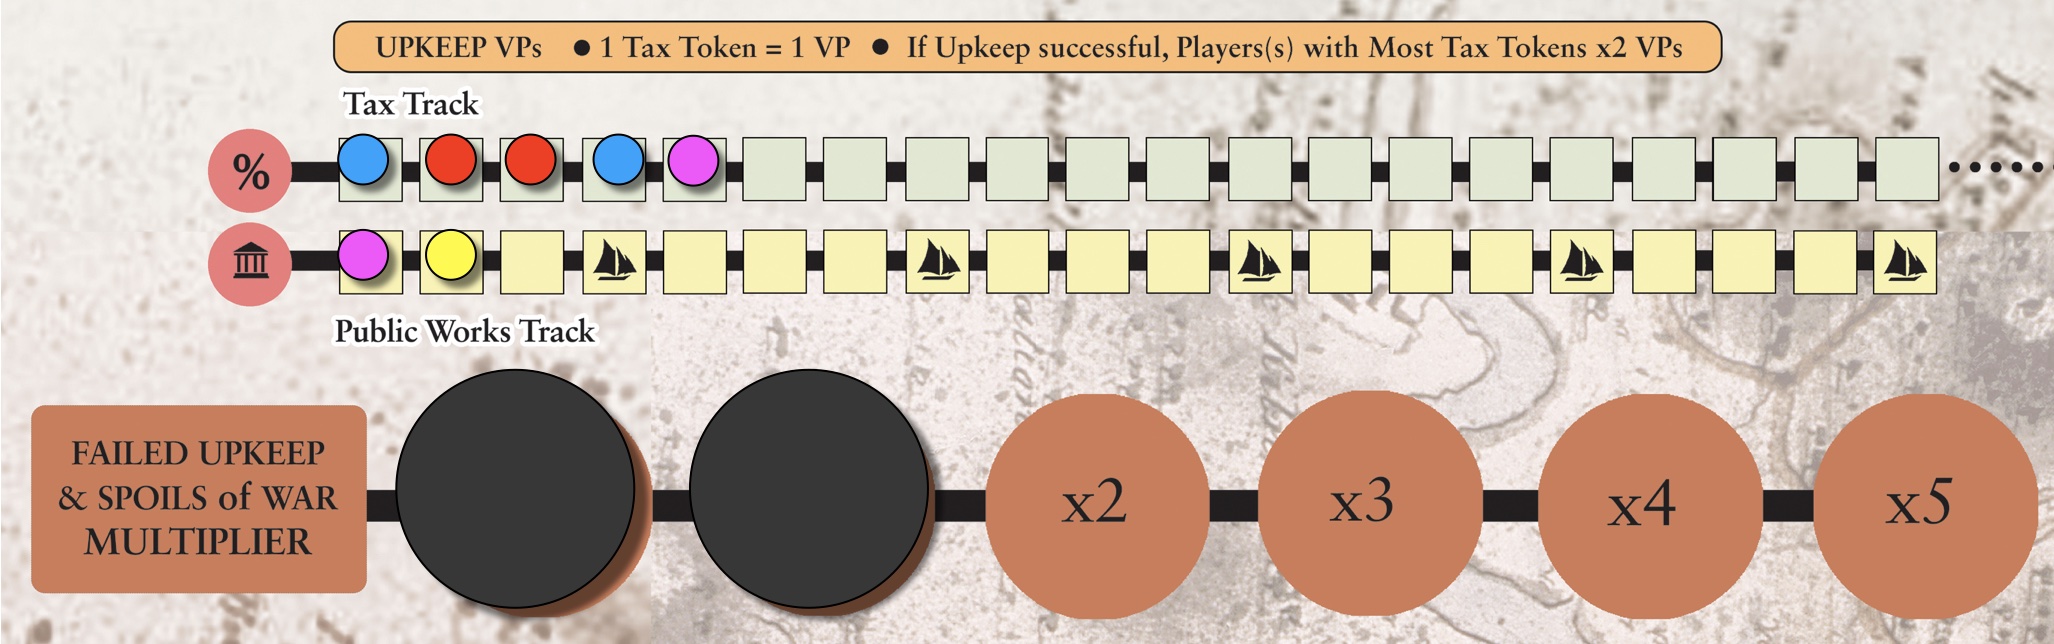 UPKEEP VPs ● 1 Tax Token = 1 VP ● If Upkeep successful, Players(s) with Most Tax Tokens x2 VPs
Tax Track
%
Public Works Track
FAILED UPKEEP
& SPOILS of WAR
MULTIPLIER
x2
x3
x4
x5